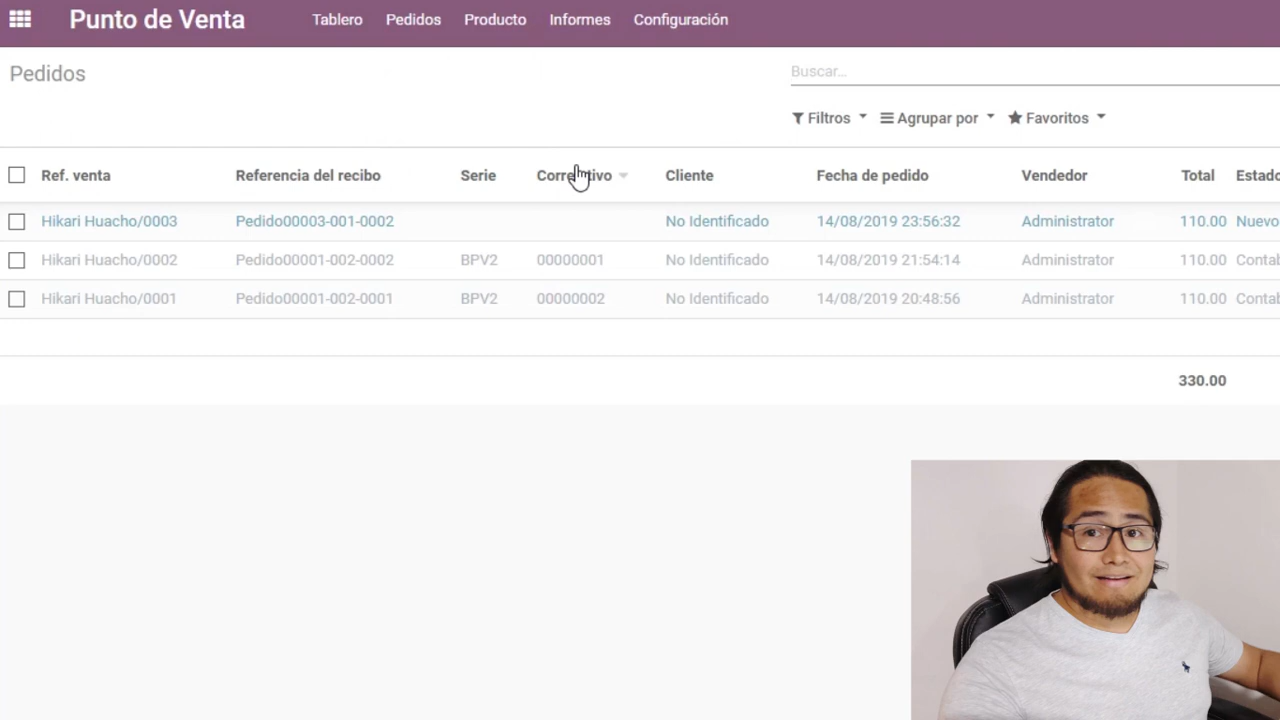 Punto de Venta Tablero Pedidos Producto Informes Configuración
Pedidos Buscar...
Filtros Agrupar por Favoritos
Ref. venta Referencia del recibo Serie Cliente Fecha de pedido Vendedor Total Estado
Hikari Huacho/0003 Pedido00003-001-0002 No Identificado 14/08/2019 23:56:32 Administrator 110.00 Nuevo
Hikari Huacho/0002 Pedido00001-002-0002 BPV2 00000001 No Identificado 14/08/2019 21:54:14 Administrator 110.00 Contab
Hikari Huacho/0001 Pedido00001-002-0001 BPV2 00000002 No Identificado 14/08/2019 20:48:56 Administrator 110.00 Contab
330.00